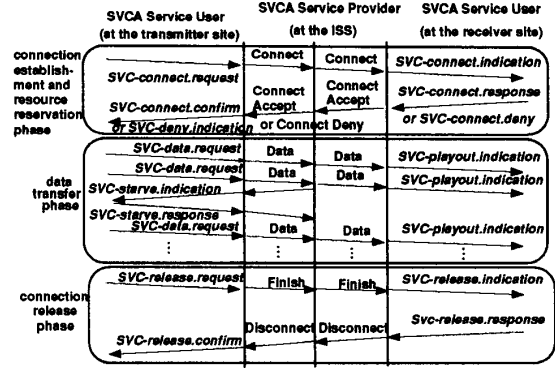 SVCA Service User SVCA Service Provider SVCA Service User
(at the transmitter site) (at the ISS) (at the receiver site)
connection establish- ment and resource reservation phase
Connect Connect SVC-connect.indication
SVC-connect.request
Connect Accept Connect Accept SVC-connect.response
SVC-connect.confirm
or SVC-deny.indication or Connect Deny or SVC-connect.deny
data transfer phase
SVC-data.request Data Data SVC-playout.indication
SVC-data.request Data Data SVC-playout.indication
SVC-starve.indication
SVC-starve.response
SVC-data.request Data Data SVC-playout.indication
connection release phase
SVC-release.request Finish Finish SVC-release.indication
Disconnect Disconnect Svc-release.response
SVC-release.confirm